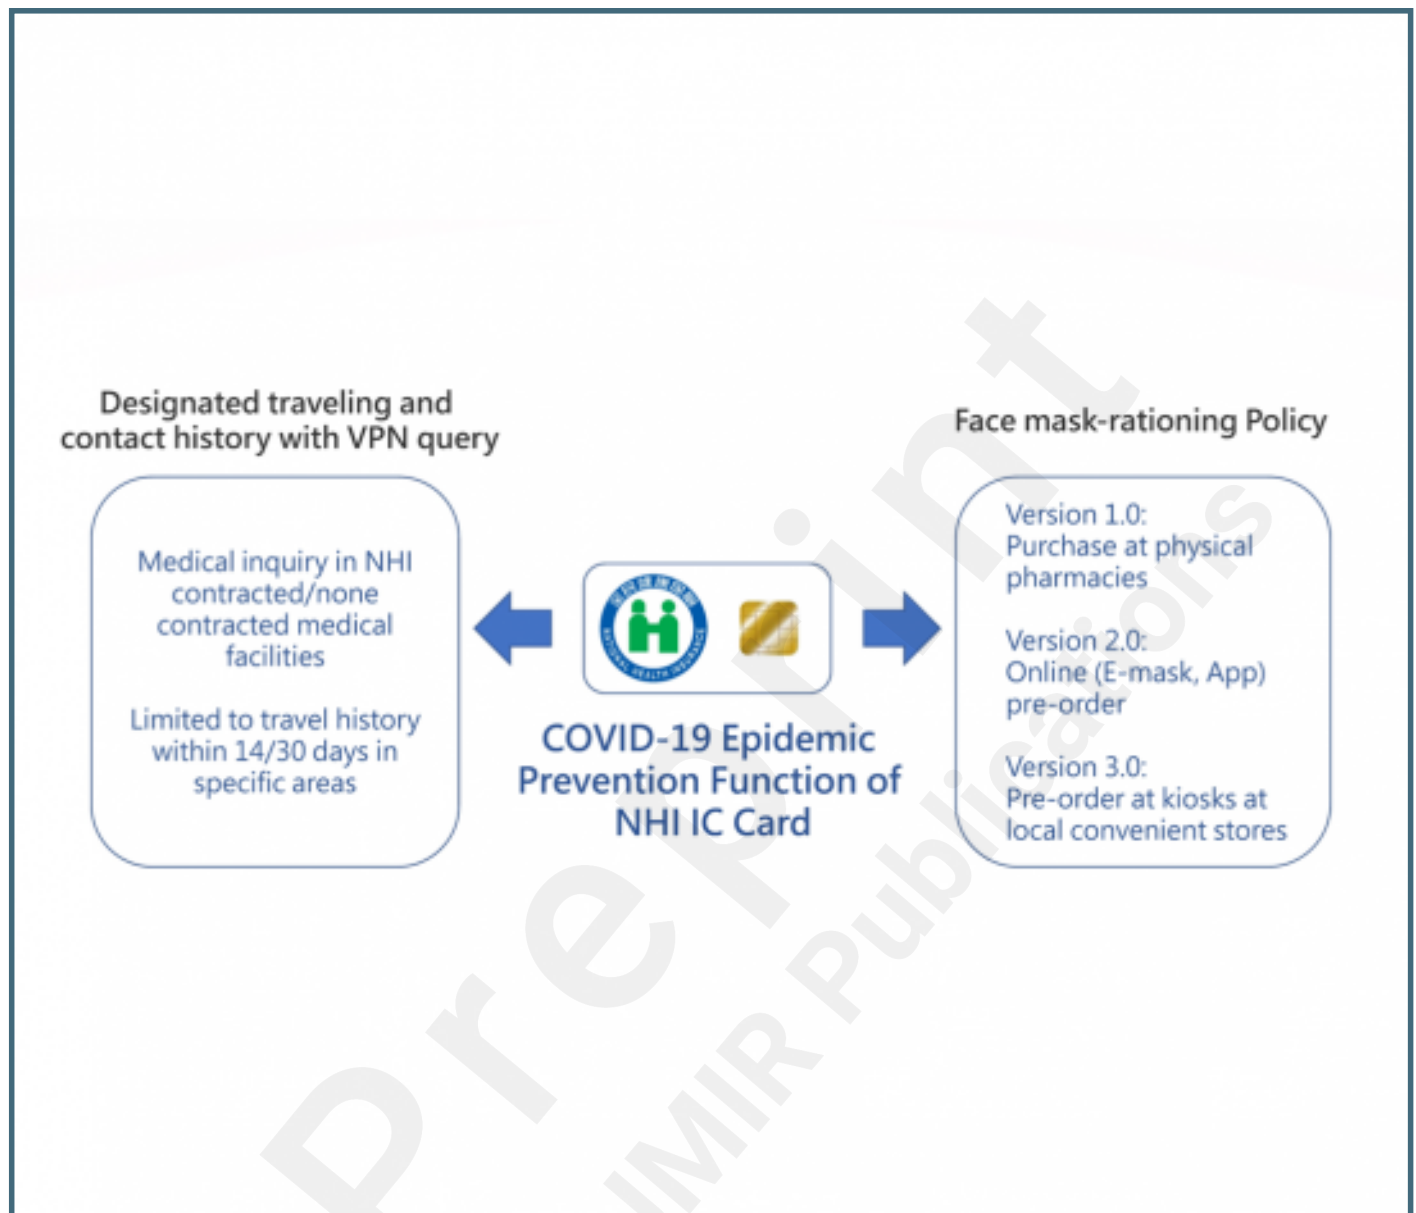 Designated traveling and
contact history with VPN query
Medical inquiry in NHI
contracted/none
contracted medical
facilities
Limited to travel history
within 14/30 days in
specific areas
NATIONAL HEALTH INSURANCE
COVID-19 Epidemic
Prevention Function of
NHI IC Card
Face mask-rationing Policy
Version 1.0:
Purchase at physical
pharmacies
Version 2.0:
Online (E-mask, App)
pre-order
Version 3.0:
Pre-order at kiosks at
local convenient stores
Preprint
JMIR Publications